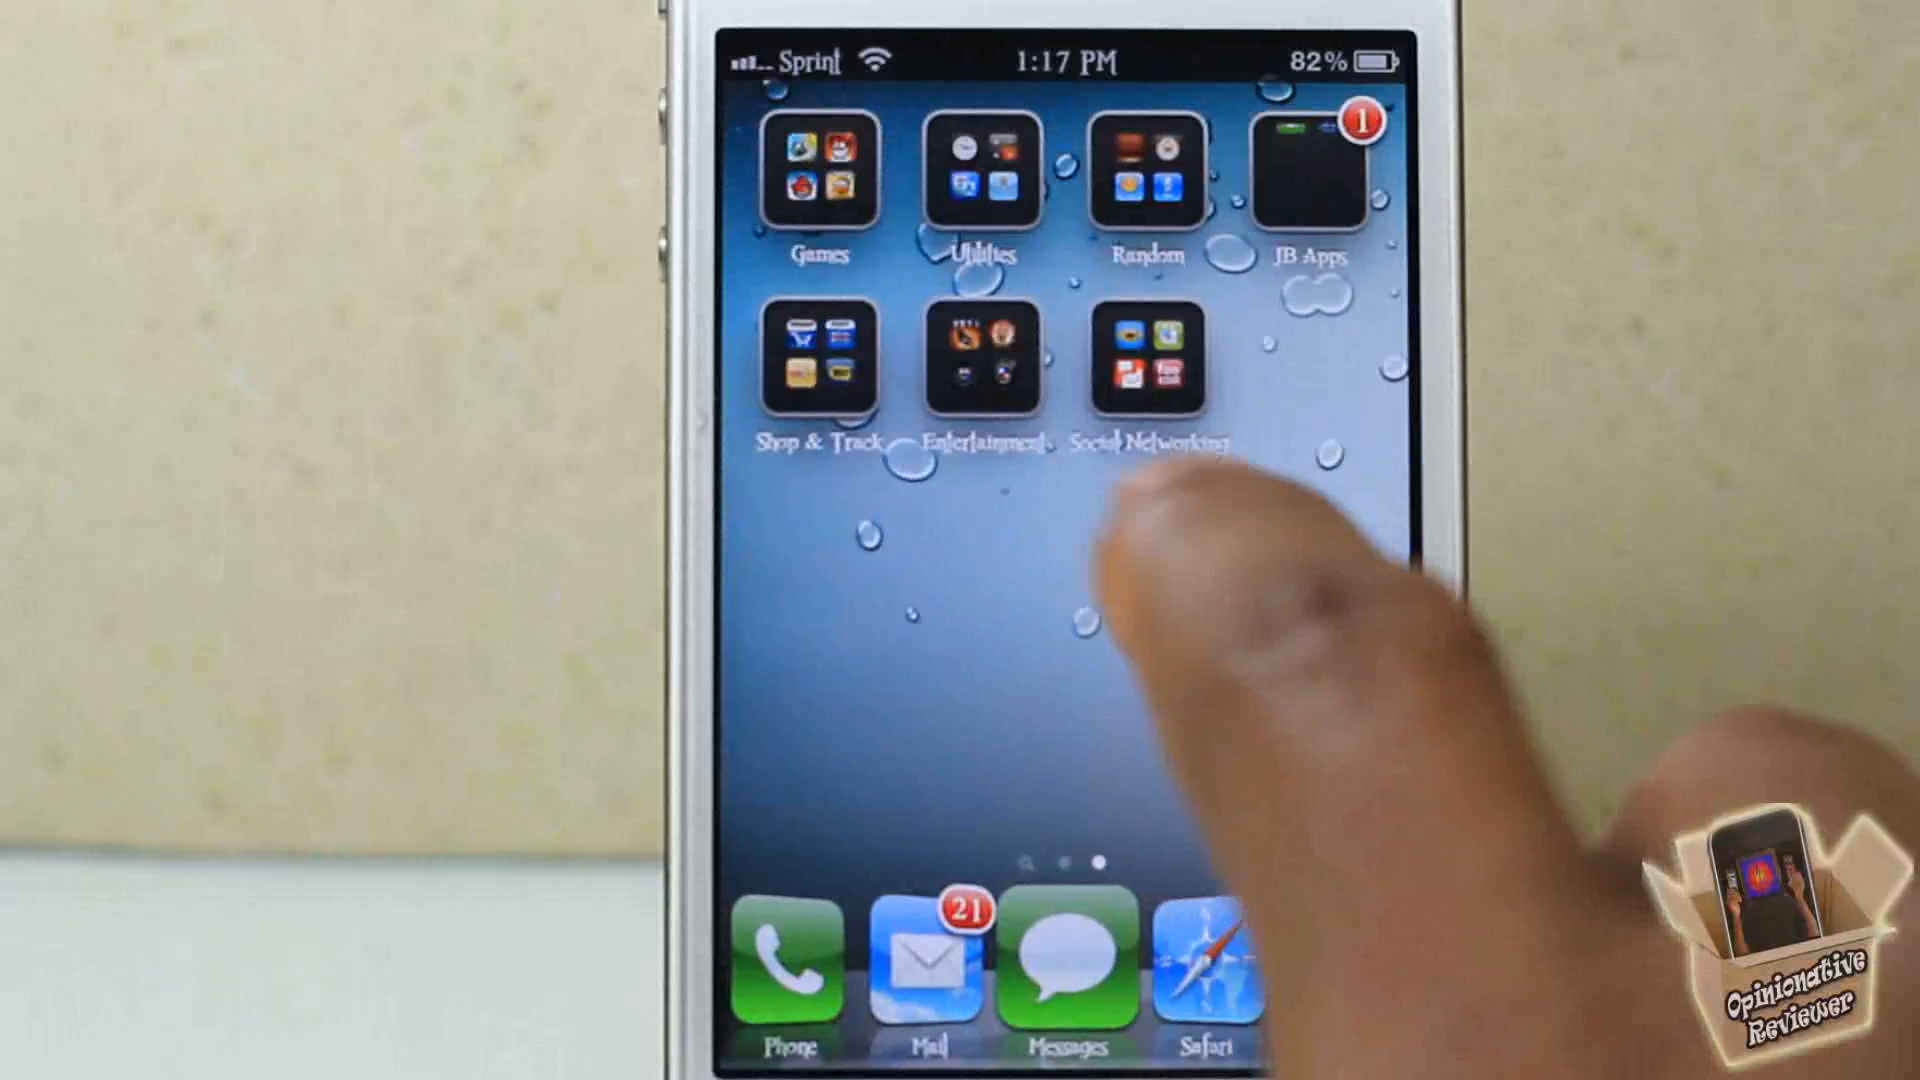 Sprint 1:17 PM 82%
1
Games Utilities Random JB Apps
Shop & Track Entertainment Social Networking
21
Phone Mail Messages Safari
Opinionative
Reviewer